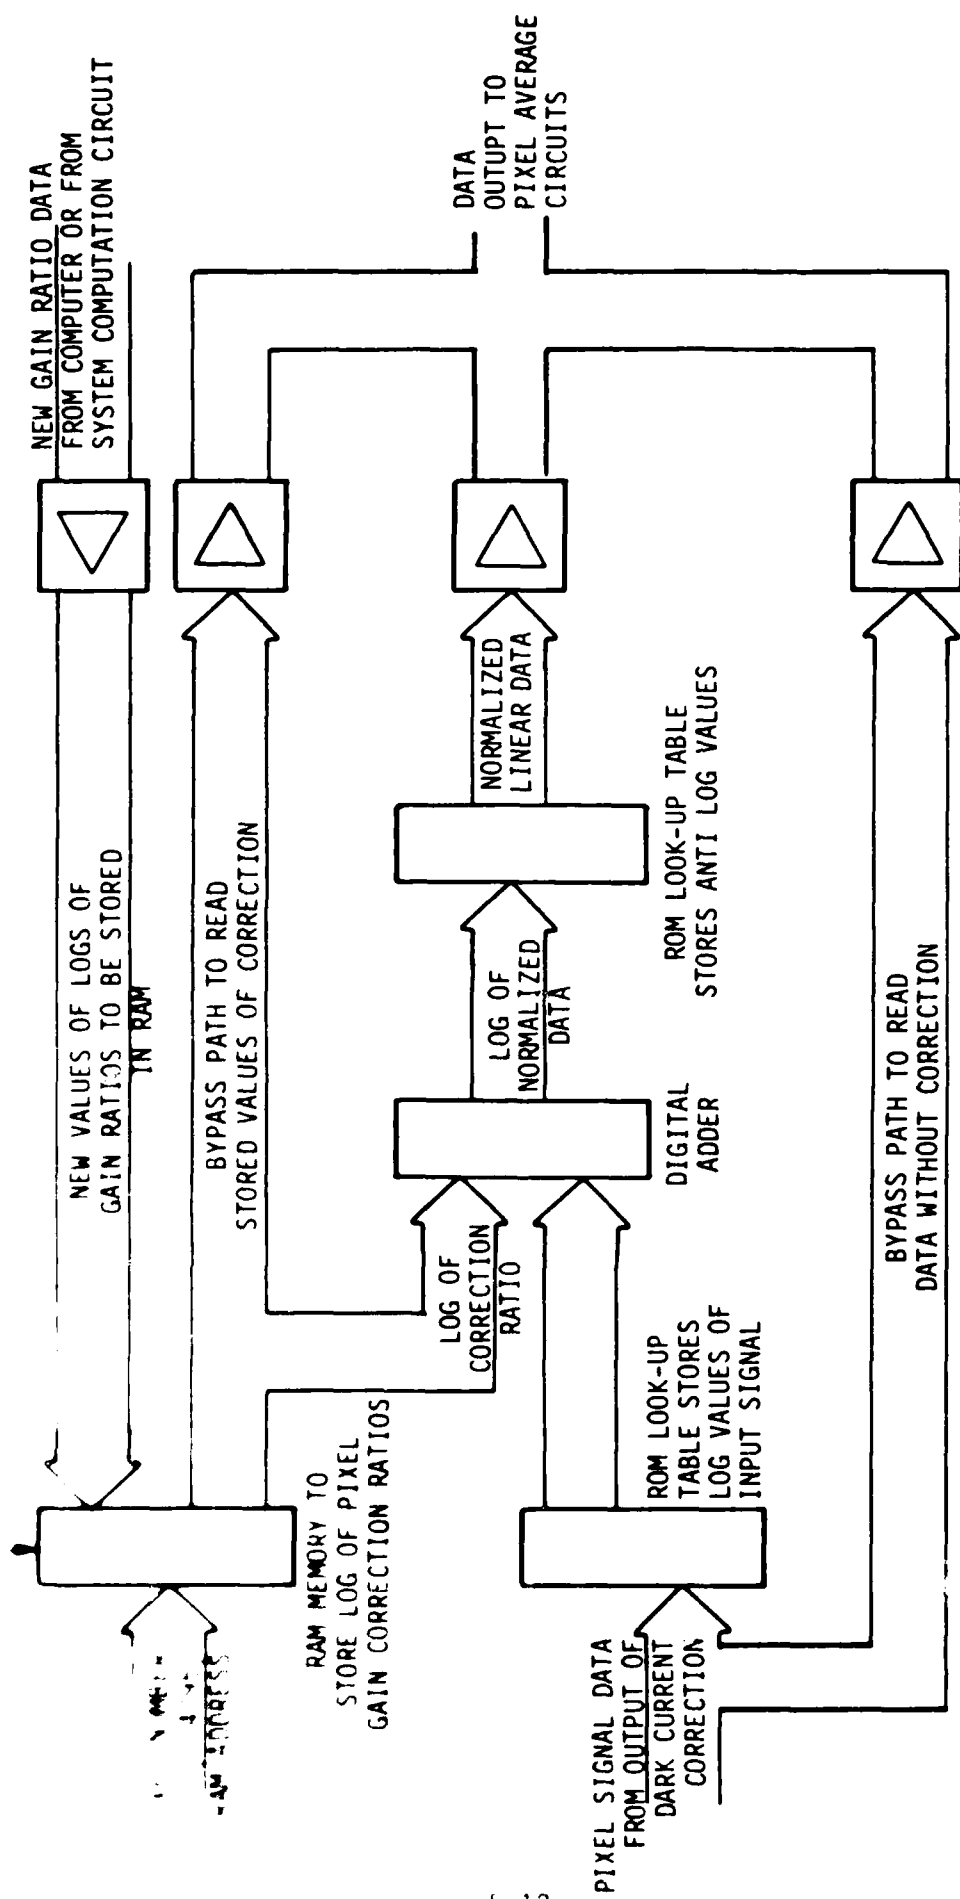 NEW GAIN RATIO DATA
FROM COMPUTER OR FROM
SYSTEM COMPUTATION CIRCUIT
NEW VALUES OF LOGS OF
GAIN RATIOS TO BE STORED
IN RAM
BYPASS PATH TO READ
STORED VALUES OF CORRECTION
ADDRESS
RAM MEMORY TO
STORE LOG OF PIXEL
GAIN CORRECTION RATIOS
LOG OF
CORRECTION
RATIO
LOG OF
NORMALIZED
DATA
NORMALIZED
LINEAR DATA
DATA
OUTUPT TO
PIXEL AVERAGE
CIRCUITS
DIGITAL
ADDER
ROM LOOK-UP TABLE
STORES ANTI LOG VALUES
ROM LOOK-UP
TABLE STORES
LOG VALUES OF
INPUT SIGNAL
PIXEL SIGNAL DATA
FROM OUTPUT OF
DARK CURRENT
CORRECTION
BYPASS PATH TO READ
DATA WITHOUT CORRECTION